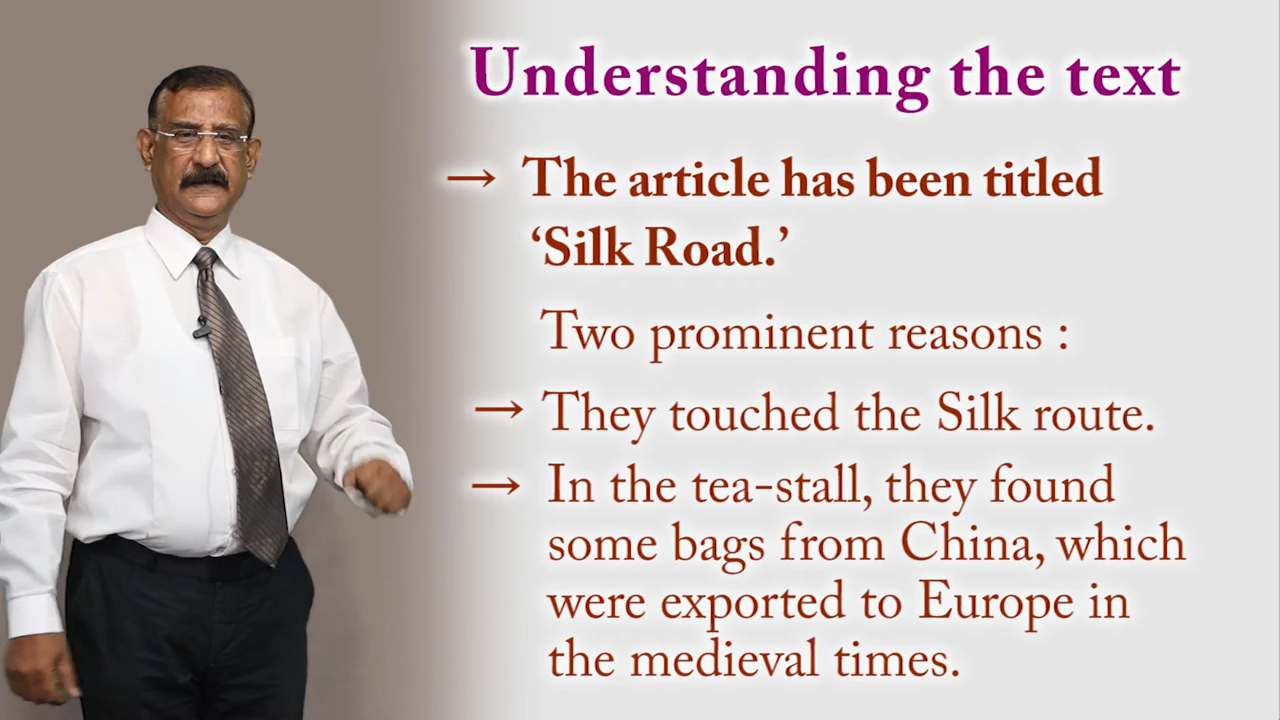 Understanding the text
→ The article has been titled
‘Silk Road.’
Two prominent reasons :
→ They touched the Silk route.
→ In the tea-stall, they found
some bags from China, which
were exported to Europe in
the medieval times.